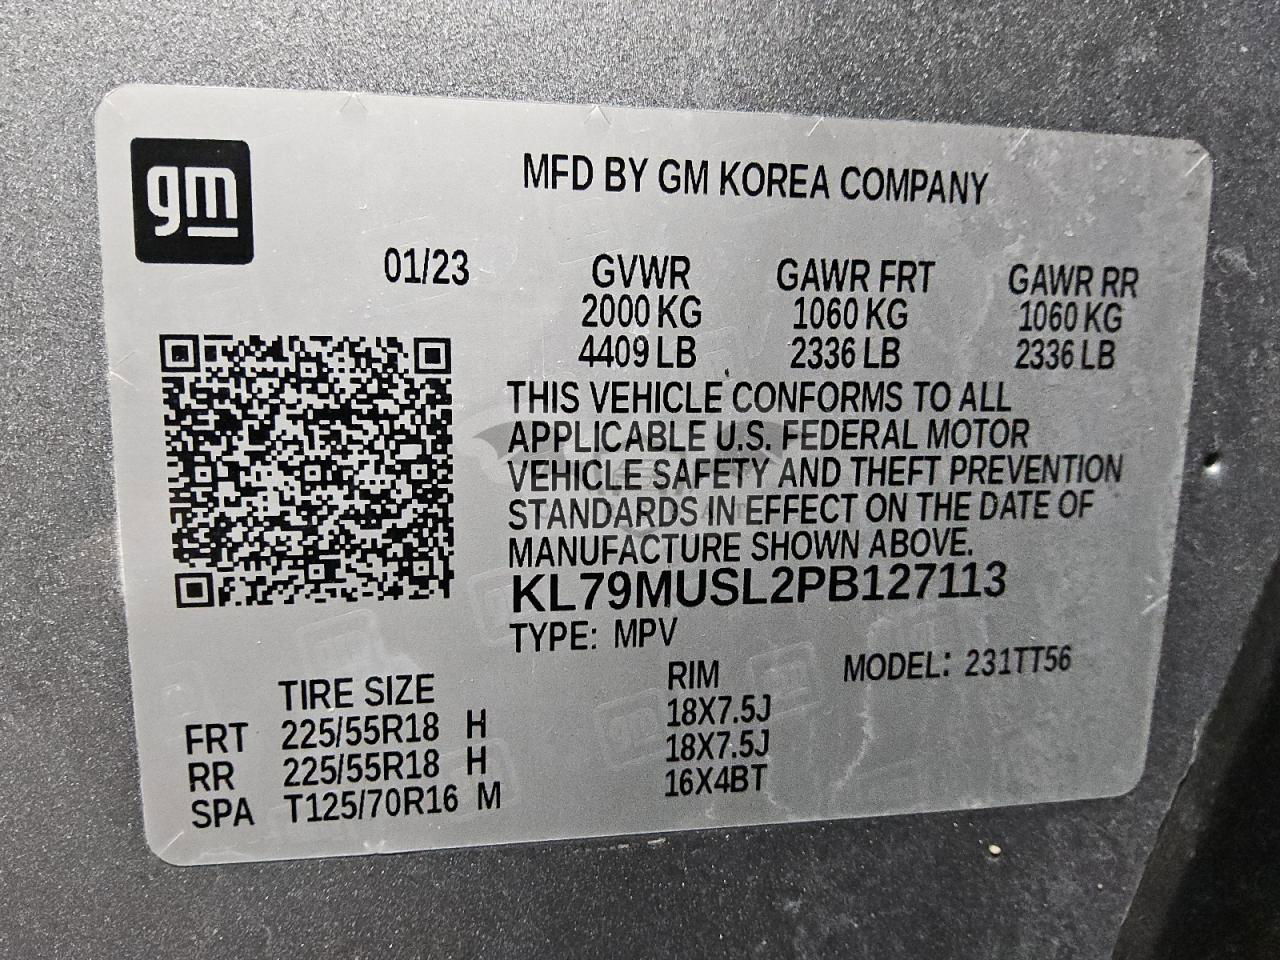 gm
MFD BY GM KOREA COMPANY
01/23
GVWR GAWR FRT GAWR RR
2000 KG 1060 KG 1060 KG
4409 LB 2336 LB 2336 LB
THIS VEHICLE CONFORMS TO ALL
APPLICABLE U.S. FEDERAL MOTOR
VEHICLE SAFETY AND THEFT PREVENTION
STANDARDS IN EFFECT ON THE DATE OF
MANUFACTURE SHOWN ABOVE.
KL79MUSL2PB127113
TYPE: MPV
MODEL: 231TT56
TIRE SIZE RIM
FRT 225/55R18 H 18X7.5J
RR 225/55R18 H 18X7.5J
SPA T125/70R16 M 16X4BT